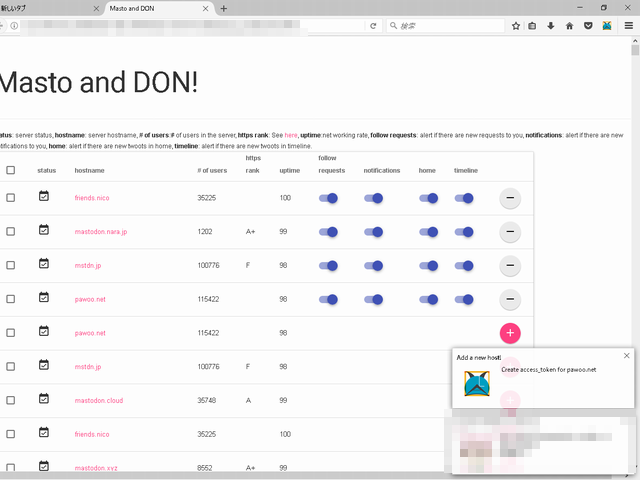 新しいタブ
Masto and DON
検索
Masto and DON!
atus: server status, hostname: server hostname, # of users:# of users in the server, https rank: See here, uptime:net working rate, follow requests: alert if there are new requests to you, notifications: alert if there are new
notifications to you, home: alert if there are new twoots in home, timeline: alert if there are new twoots in timeline.
https follow
status hostname # of users rank uptime requests notifications home timeline
friends.nico 35225 100
mastodon.nara.jp 1202 A+ 99
mstdn.jp 100776 F 98
pawoo.net 115422 98
pawoo.net 115422 98
mstdn.jp 100776 F 98
mastodon.cloud 35748 A 99
friends.nico 35225 100
mastodon.xyz 8552 A+ 99
Add a new host!
Create access_token for pawoo.net